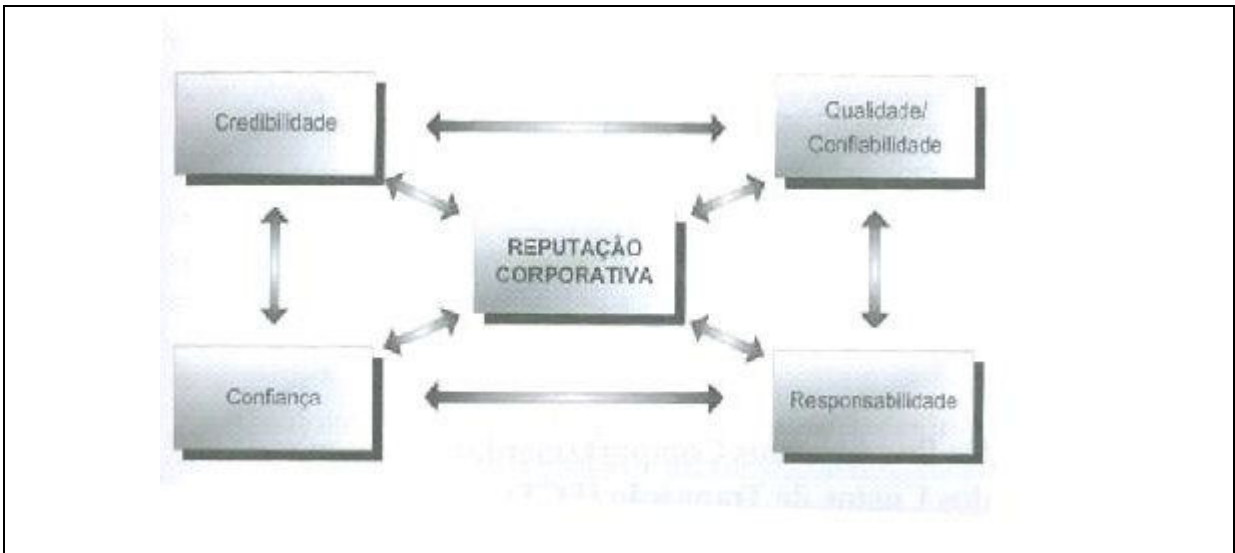 Credibilidade
Qualidade/
Confiabilidade
REPUTAÇÃO
CORPORATIVA
Confiança
Responsabilidade